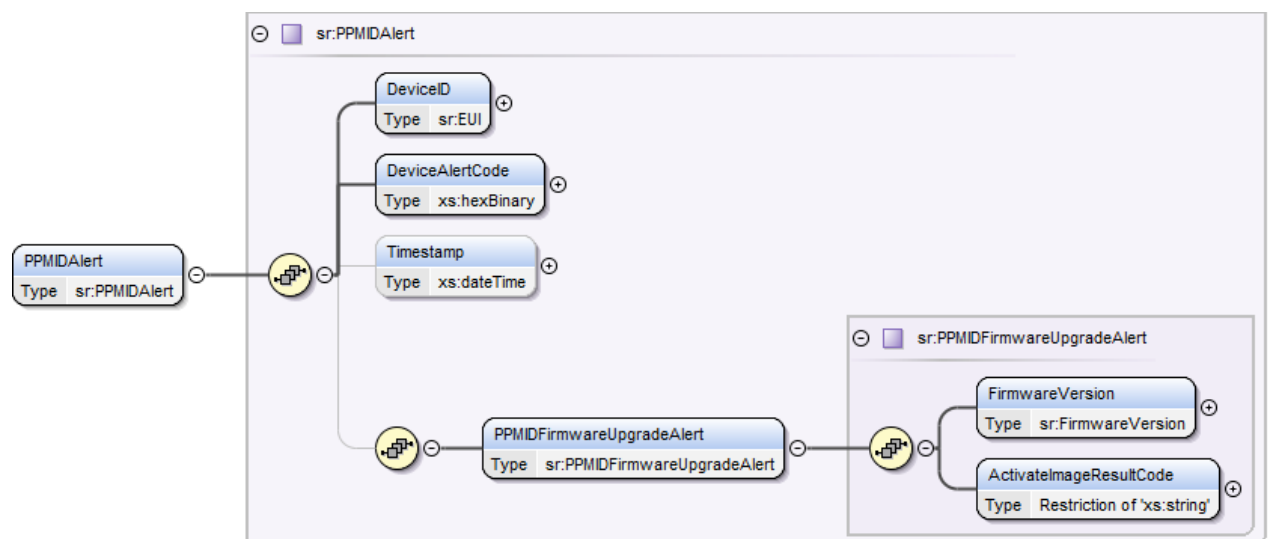 sr:PPMIDAlert
DeviceID
Type sr:EUI
DeviceAlertCode
Type xs:hexBinary
Timestamp
Type xs:dateTime
PPMIDAlert
Type sr:PPMIDAlert
sr:PPMIDFirmwareUpgradeAlert
FirmwareVersion
Type sr:FirmwareVersion
PPMIDFirmwareUpgradeAlert
Type sr:PPMIDFirmwareUpgradeAlert
ActivateImageResultCode
Type Restriction of 'xs:string'